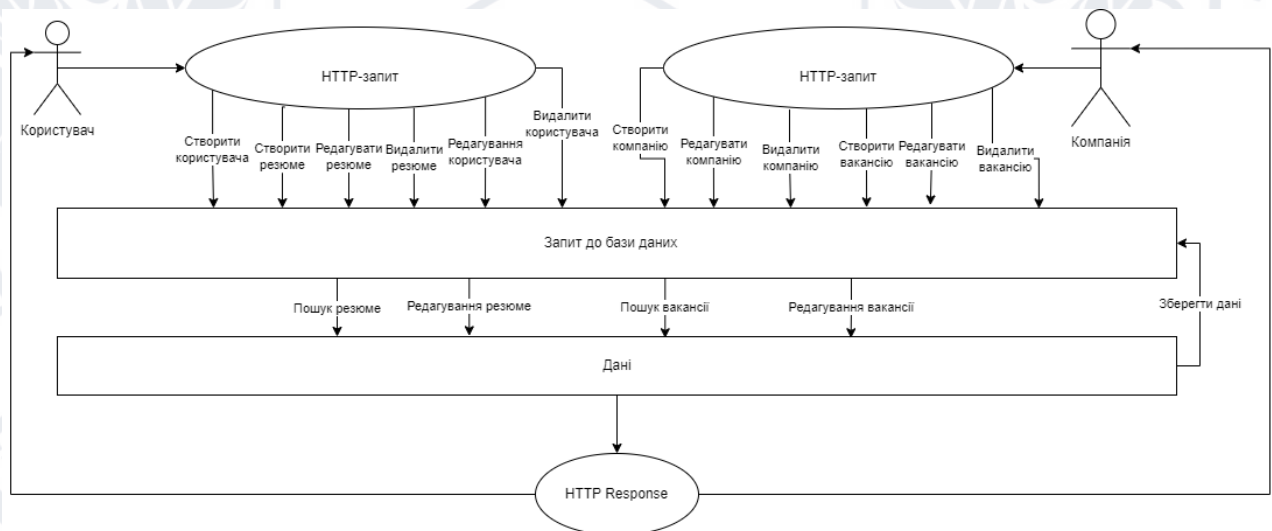 HTTP-запит
HTTP-запит
Користувач
Компанія
Створити
користувача
Створити
резюме
Редагувати
резюме
Видалити
резюме
Редагування
користувача
Видалити
користувача
Створити
компанію
Редагувати
компанію
Видалити
компанію
Створити
вакансію
Редагувати
вакансію
Видалити
вакансію
Запит до бази даних
Пошук резюме
Редагування резюме
Пошук вакансії
Редагування вакансії
Зберегти дані
Дані
HTTP Response